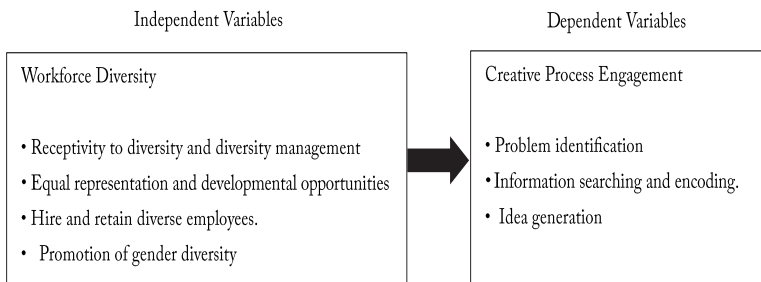 Independent Variables
Workforce Diversity
• Receptivity to diversity and diversity management
• Equal representation and developmental opportunities
• Hire and retain diverse employees.
• Promotion of gender diversity
Dependent Variables
Creative Process Engagement
• Problem identification
• Information searching and encoding.
• Idea generation